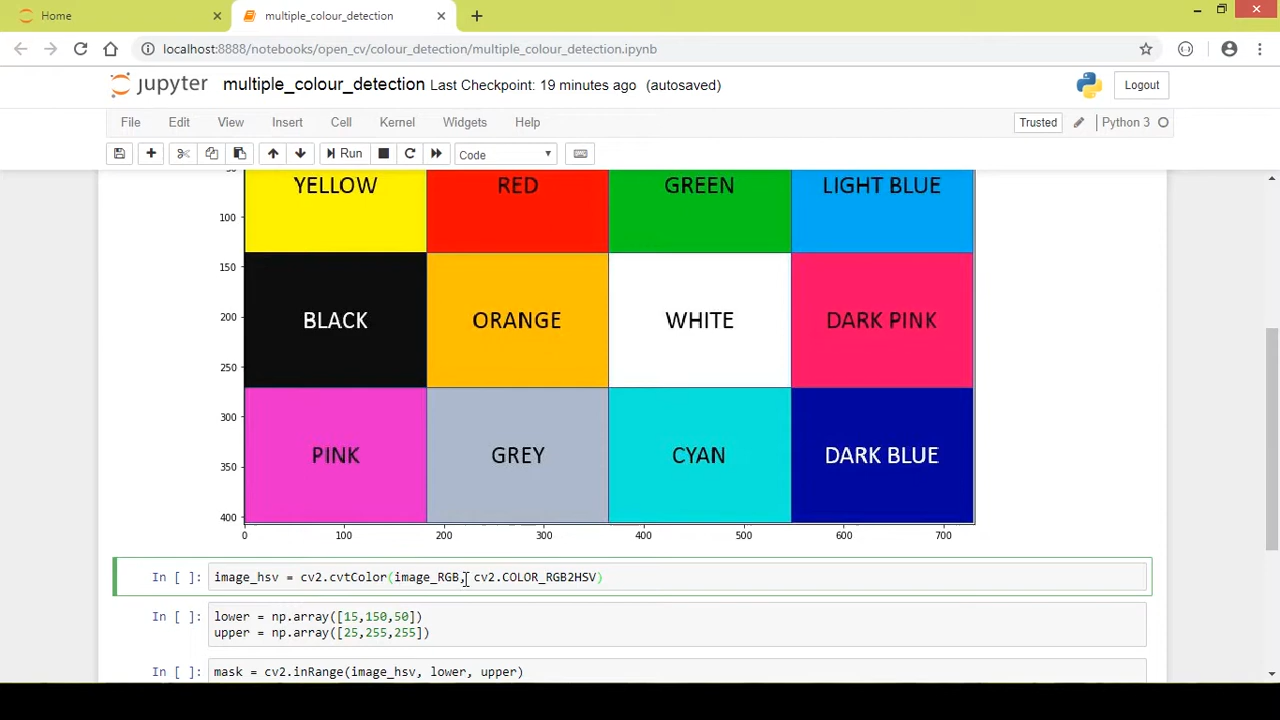 Home
multiple_colour_detection
localhost:8888/notebooks/open_cv/colour_detection/multiple_colour_detection.ipynb
jupyter multiple_colour_detection Last Checkpoint: 19 minutes ago (autosaved) Logout
File Edit View Insert Cell Kernel Widgets Help Trusted Python 3
Run Code
50
YELLOW RED GREEN LIGHT BLUE
100
150
BLACK ORANGE WHITE DARK PINK
200
250
300
PINK GREY CYAN DARK BLUE
350
400
0 100 200 300 400 500 600 700
In [ ]: image_hsv = cv2.cvtColor(image_RGB, cv2.COLOR_RGB2HSV)
In [ ]: lower = np.array([15,150,50])
upper = np.array([25,255,255])
In [ ]: mask = cv2.inRange(image_hsv, lower, upper)